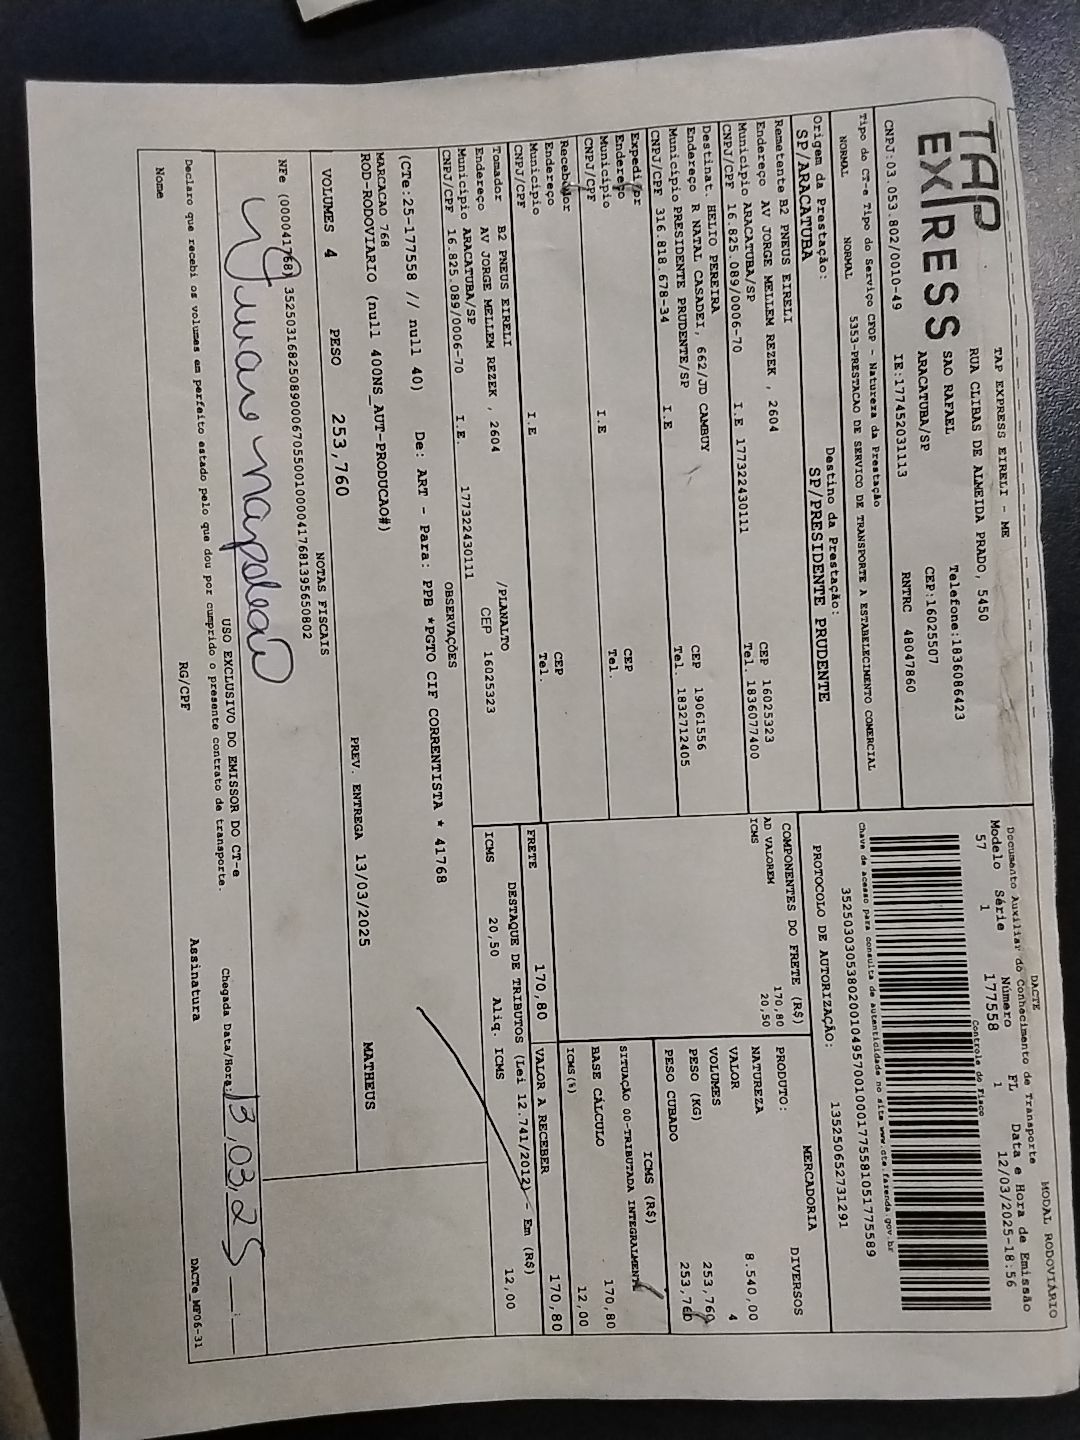 TAP EXPRESS
TAP EXPRESS EIRELI - ME
RUA CLIBAS DE ALMEIDA PRADO, 5450
SAO RAFAEL Telefone:1836086423
ARACATUBA/SP CEP:16025507
CNPJ:03.053.802/0010-49 IE:177452031113 RNTRC 48047860
MODAL RODOVIÁRIO
DACTE
Documento Auxiliar do Conhecimento de Transporte
Modelo Série Número FL Data e Hora de Emissão
57 1 177558 1 12/03/2025-18:56
Controle do Fisco
Chave de acesso para consulta de autenticidade no site www.cte.fazenda.gov.br
35250303053802001049570010001775581051775589
PROTOCOLO DE AUTORIZAÇÃO: 135250652731291
Tipo do CT-e Tipo do Serviço CFOP - Natureza da Prestação
NORMAL NORMAL 5353-PRESTACAO DE SERVICO DE TRANSPORTE A ESTABELECIMENTO COMERCIAL
Origem da Prestação: Destino da Prestação:
SP/ARACATUBA SP/PRESIDENTE PRUDENTE
Remetente B2 PNEUS EIRELI
Endereço AV JORGE MELLEM REZEK , 2604 CEP 16025323
Município ARACATUBA/SP Tel. 1836077400
CNPJ/CPF 16.825.089/0006-70 I.E 177322430111
Destinat. HELIO PEREIRA
Endereço R NATAL CASADEI, 662/JD CAMBUY CEP 19061556
Município PRESIDENTE PRUDENTE/SP Tel. 1832712405
CNPJ/CPF 316.818.678-34 I.E
Expedidor
Endereço CEP
Município Tel.
CNPJ/CPF I.E
Recebedor
Endereço CEP
Município Tel.
CNPJ/CPF I.E
Tomador B2 PNEUS EIRELI /PLANALTO
Endereço AV JORGE MELLEM REZEK , 2604 CEP 16025323
Município ARACATUBA/SP
CNPJ/CPF 16.825.089/0006-70 I.E. 177322430111
COMPONENTES DO FRETE (R$)
AD VALOREM 170,80
ICMS 20,50
MERCADORIA
PRODUTO: DIVERSOS
NATUREZA
VALOR 8.540,00
VOLUMES 4
PESO (KG) 253,760
PESO CUBADO 253,760
ICMS (R$)
SITUAÇÃO 00-TRIBUTADA INTEGRALMENTE
BASE CÁLCULO 170,80
ICMS(%) 12,00
FRETE 170,80 VALOR A RECEBER 170,80
DESTAQUE DE TRIBUTOS (Lei 12.741/2012) - Em (R$)
ICMS 20,50 Aliq. ICMS 12,00
OBSERVAÇÕES
(CTe:25-177558 // null 40) De: ART - Para: PPB *PGTO CIF CORRENTISTA * 41768
MARCACAO 768
ROD-RODOVIARIO (null 400NS_AUT-PRODUCAO#) MATHEUS
VOLUMES 4 PESO 253,760 PREV. ENTREGA 13/03/2025
NOTAS FISCAIS
NFe (000041768) 35250316825089000670550010000417681395650802
USO EXCLUSIVO DO EMISSOR DO CT-e
Declaro que recebi os volumes em perfeito estado pelo que dou por cumprido o presente contrato de transporte.
Chegada Data/Hora: 13,03,25
Nome RG/CPF Assinatura
DACTe_MF06-31